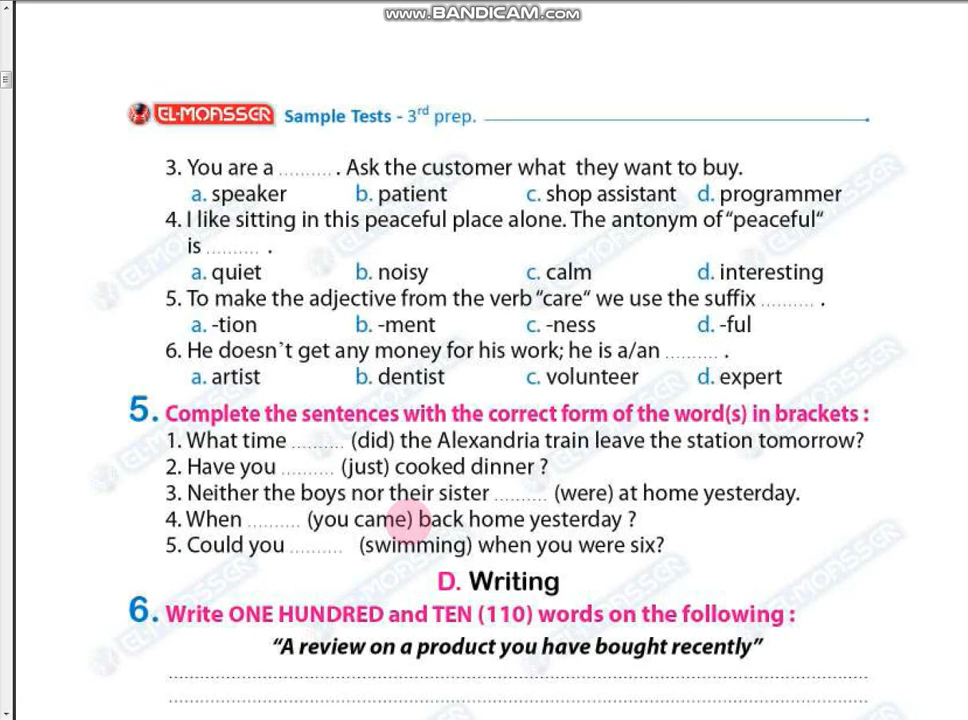 www.BANDICAM.com
EL-MOASSER Sample Tests - 3rd prep.
3. You are a .......... . Ask the customer what they want to buy.
a. speaker b. patient c. shop assistant d. programmer
4. I like sitting in this peaceful place alone. The antonym of “peaceful“
is .......... .
a. quiet b. noisy c. calm d. interesting
5. To make the adjective from the verb “care“ we use the suffix .......... .
a. -tion b. -ment c. -ness d. -ful
6. He doesn’t get any money for his work; he is a/an .......... .
a. artist b. dentist c. volunteer d. expert
5. Complete the sentences with the correct form of the word(s) in brackets :
1. What time .......... (did) the Alexandria train leave the station tomorrow?
2. Have you .......... (just) cooked dinner ?
3. Neither the boys nor their sister .......... (were) at home yesterday.
4. When .......... (you came) back home yesterday ?
5. Could you .......... (swimming) when you were six?
D. Writing
6. Write ONE HUNDRED and TEN (110) words on the following :
“A review on a product you have bought recently”